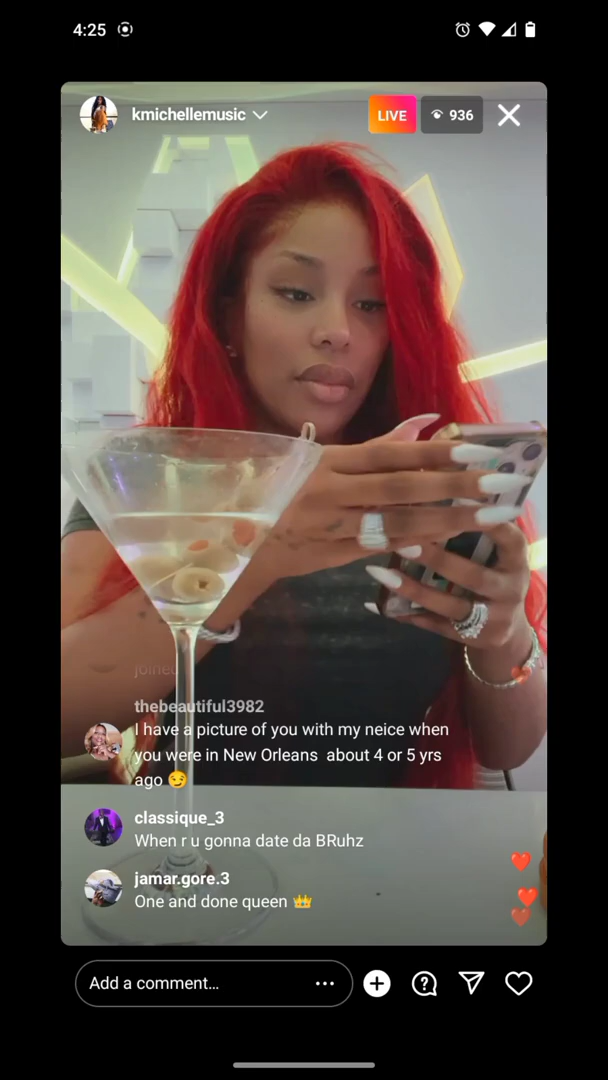 4:25
kmichellemusic
LIVE
936
joined
thebeautiful3982
I have a picture of you with my neice when
you were in New Orleans about 4 or 5 yrs
ago 😏
classique_3
When r u gonna date da BRuhz
jamar.gore.3
One and done queen 👑
Add a comment...